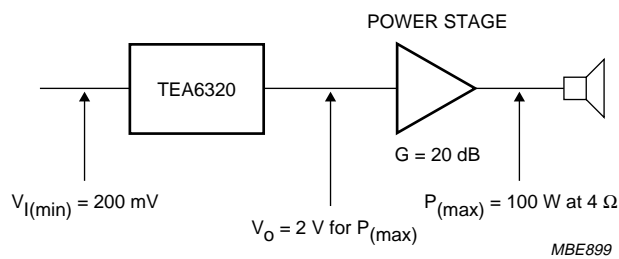 POWER STAGE
TEA6320
G = 20 dB
V_I(min) = 200 mV
V_o = 2 V for P_(max)
P_(max) = 100 W at 4 Ω
MBE899